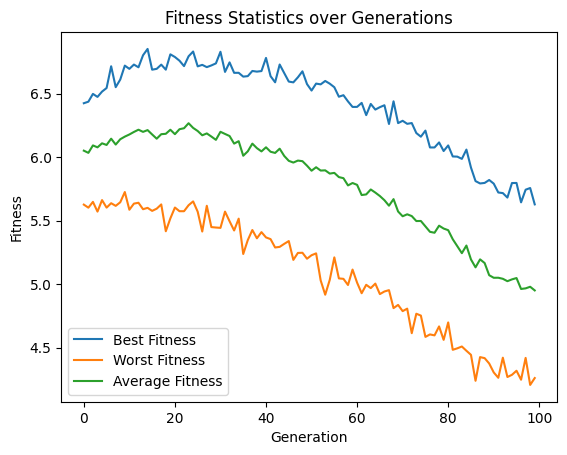 Fitness Statistics over Generations
Fitness
6.5
6.0
5.5
5.0
4.5
Best Fitness
Worst Fitness
Average Fitness
0
20
40
60
80
100
Generation